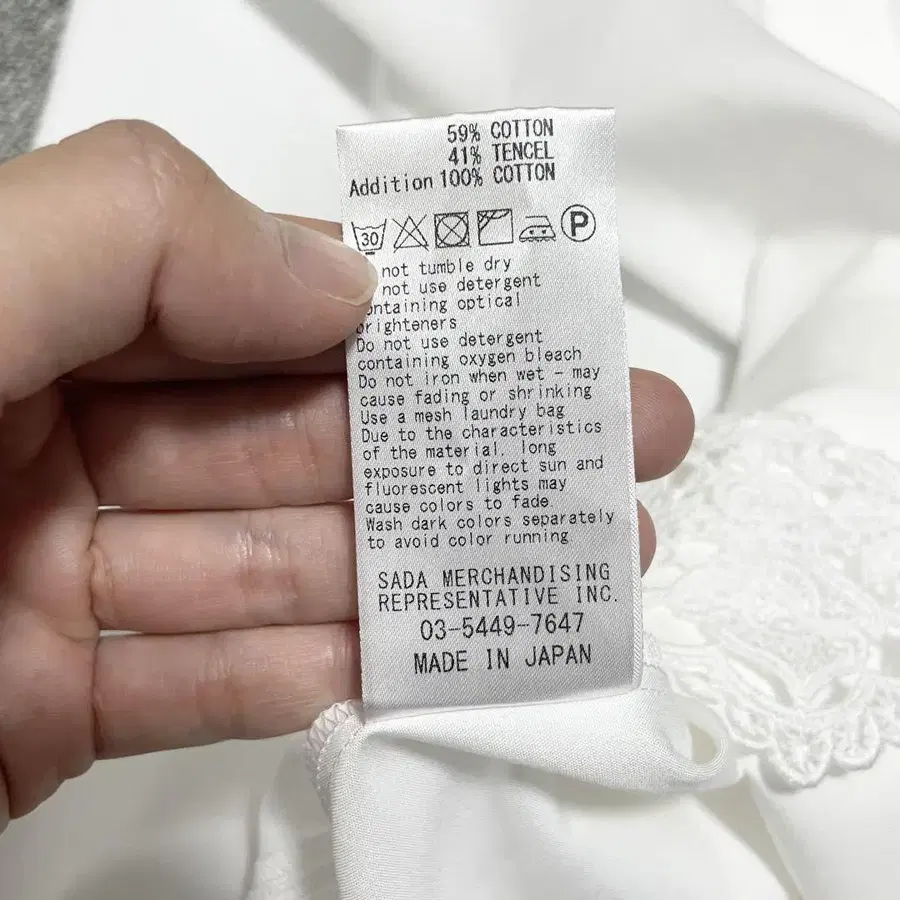 59% COTTON
41% TENCEL
Addition 100% COTTON
30 P
not tumble dry
not use detergent
ontaining optical
brighteners
Do not use detergent
containing oxygen bleach
Do not iron when wet - may
cause fading or shrinking
Use a mesh laundry bag
Due to the characteristics
of the material, long
exposure to direct sun and
fluorescent lights may
cause colors to fade.
Wash dark colors separately
to avoid color running.
SADA MERCHANDISING
REPRESENTATIVE INC.
03-5449-7647
MADE IN JAPAN